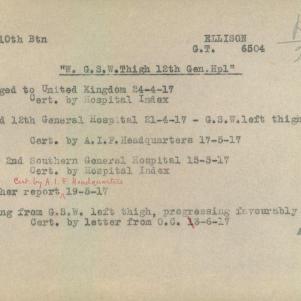 10th Btn ELLISON
G.T. 6504
"W. G.S.W.Thigh 12th Gen.Hpl"
ged to United Kingdom 24-4-17
Cert. by Hospital Index
d 12th General Hospital 21-4-17 - G.S.W.left thigh
Cert. by A.I.F.Headquarters 17-5-17
2nd Southern General Hospital 15-5-17
Cert. by Hospital Index
Cert. by A.I.F Headquarters
her report 19-5-17
ng from G.S.W. left thigh, progressing favourably
Cert. by letter from O.C. 13-6-17